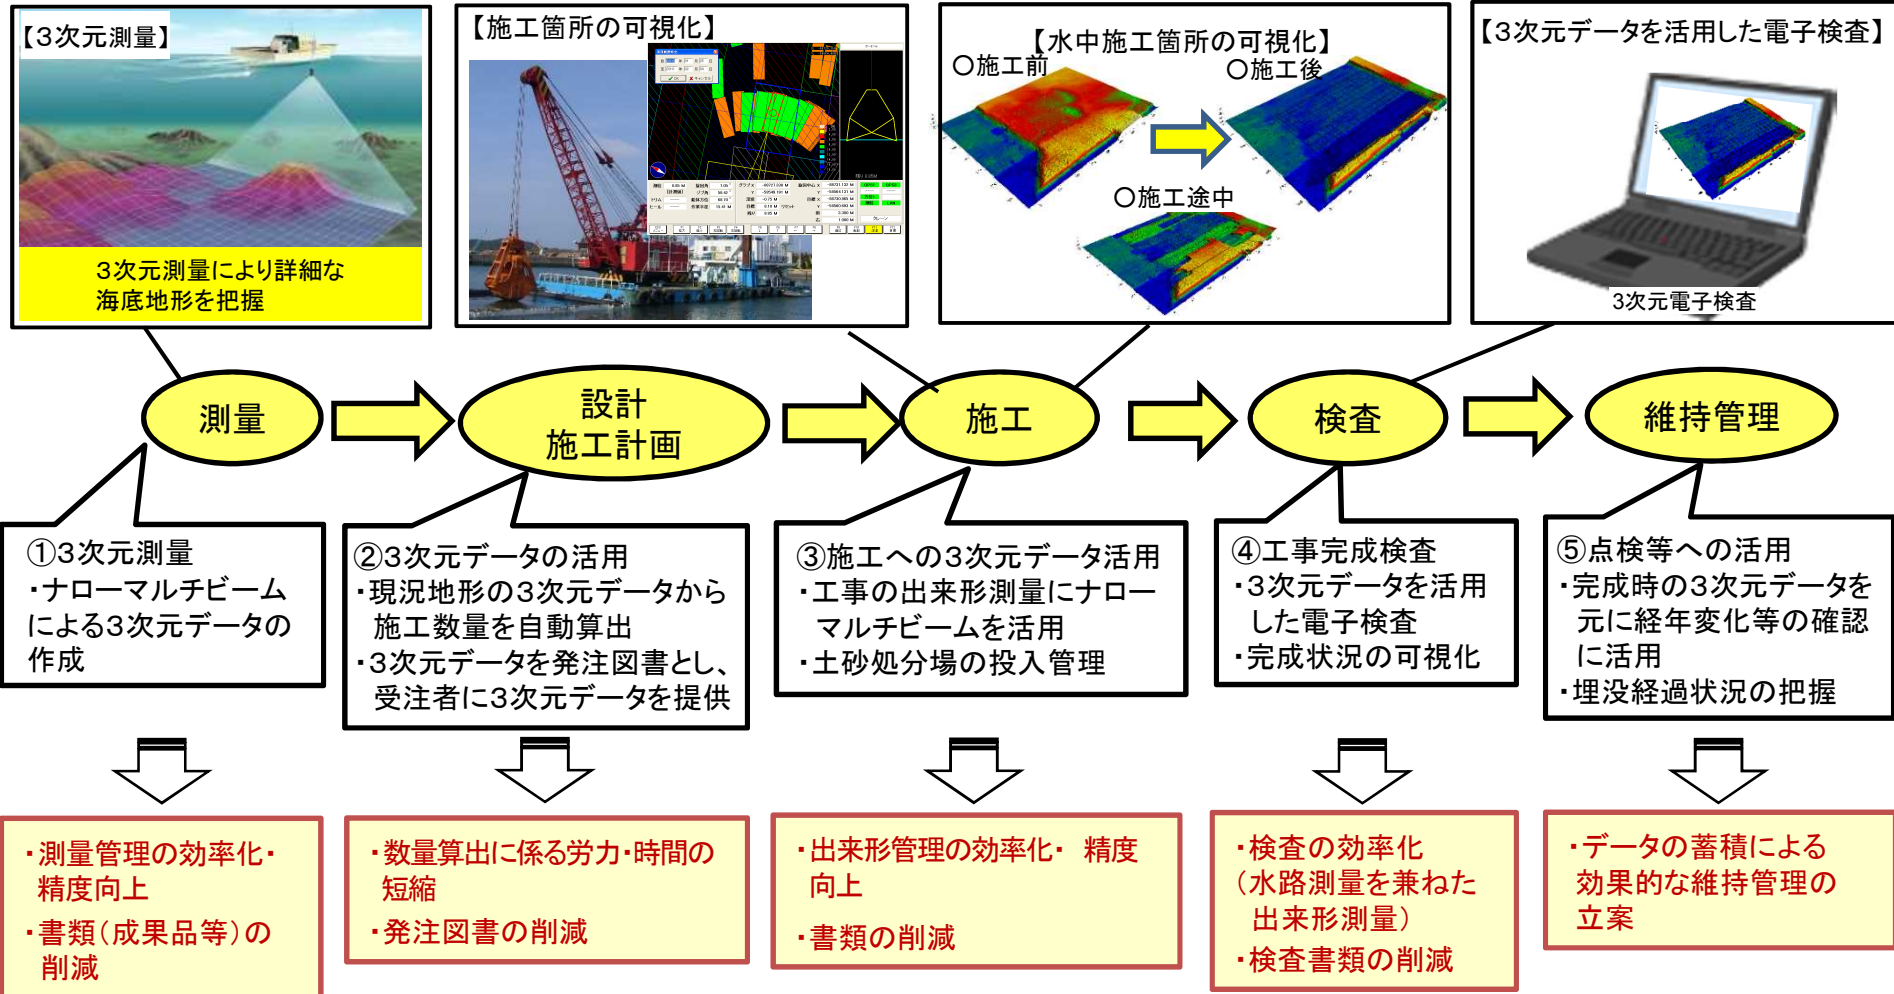 【3次元測量】
3次元測量により詳細な
海底地形を把握
【施工箇所の可視化】
【水中施工箇所の可視化】
○施工前
○施工後
○施工途中
【3次元データを活用した電子検査】
3次元電子検査
測量
設計
施工計画
施工
検査
維持管理
①3次元測量
・ナローマルチビーム
による3次元データの
作成
②3次元データの活用
・現況地形の3次元データから
施工数量を自動算出
・3次元データを発注図書とし、
受注者に3次元データを提供
③施工への3次元データ活用
・工事の出来形測量にナロー
マルチビームを活用
・土砂処分場の投入管理
④工事完成検査
・3次元データを活用
した電子検査
・完成状況の可視化
⑤点検等への活用
・完成時の3次元データを
元に経年変化等の確認
に活用
・埋没経過状況の把握
・測量管理の効率化・
精度向上
・書類(成果品等)の
削減
・数量算出に係る労力・時間の
短縮
・発注図書の削減
・出来形管理の効率化・ 精度
向上
・書類の削減
・検査の効率化
(水路測量を兼ねた
出来形測量)
・検査書類の削減
・データの蓄積による
効果的な維持管理の
立案